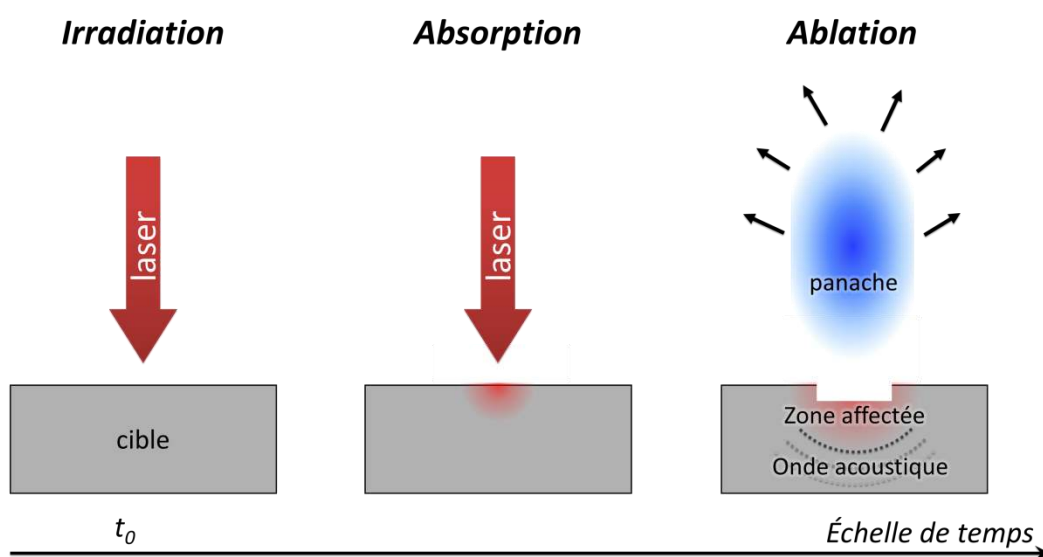 Irradiation
Absorption
Ablation
laser
laser
panache
cible
Zone affectée
Onde acoustique
t0
Échelle de temps